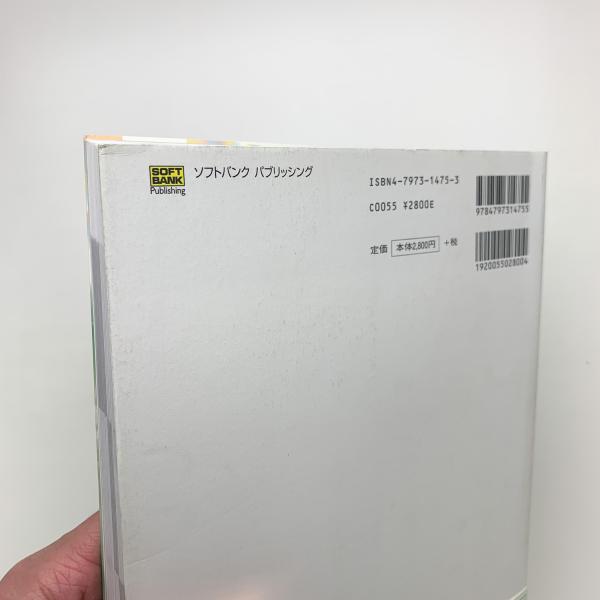 SOFT
BANK
Publishing
ソフトバンク パブリッシング
ISBN4-7973-1475-3
C0055 ¥2800E
定価 本体2,800円 +税
9784797314755
1920055028004